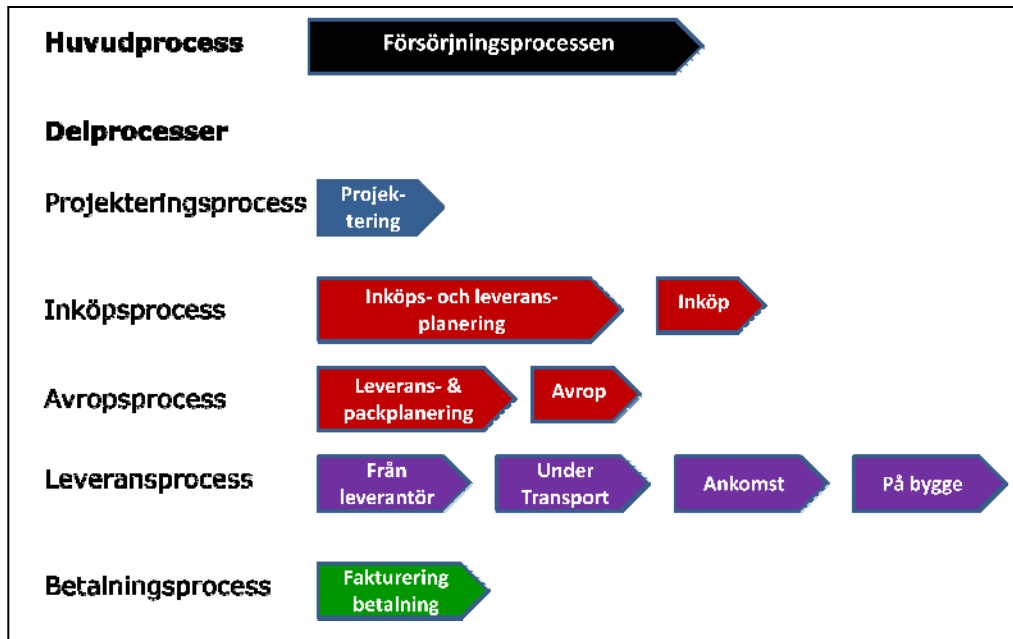 Huvudprocess
Försörjningsprocessen
Delprocesser
Projekteringsprocess
Projek-
tering
Inköpsprocess
Inköps- och leverans-
planering
Inköp
Avropsprocess
Leverans- &
packplanering
Avrop
Leveransprocess
Från
leverantör
Under
Transport
Ankomst
På bygge
Betalningsprocess
Fakturering
betalning